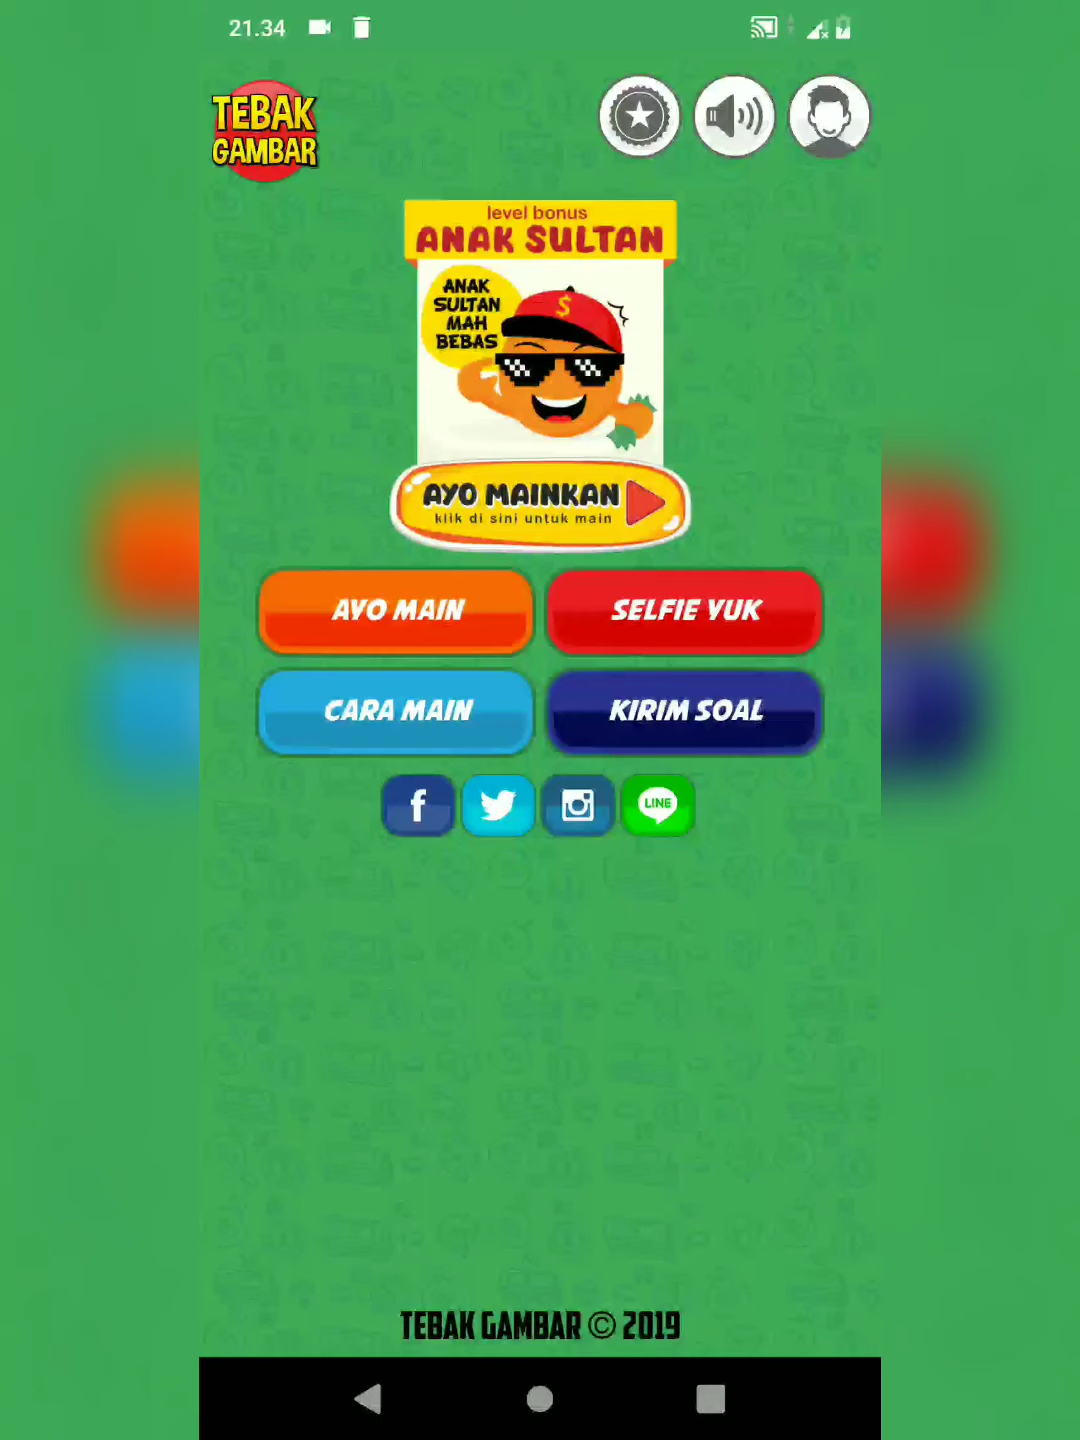 21.34
TEBAK
GAMBAR
level bonus
ANAK SULTAN
ANAK
SULTAN
MAH
BEBAS
$
AYO MAINKAN
klik di sini untuk main
AYO MAIN
SELFIE YUK
CARA MAIN
KIRIM SOAL
f
LINE
TEBAK GAMBAR © 2019